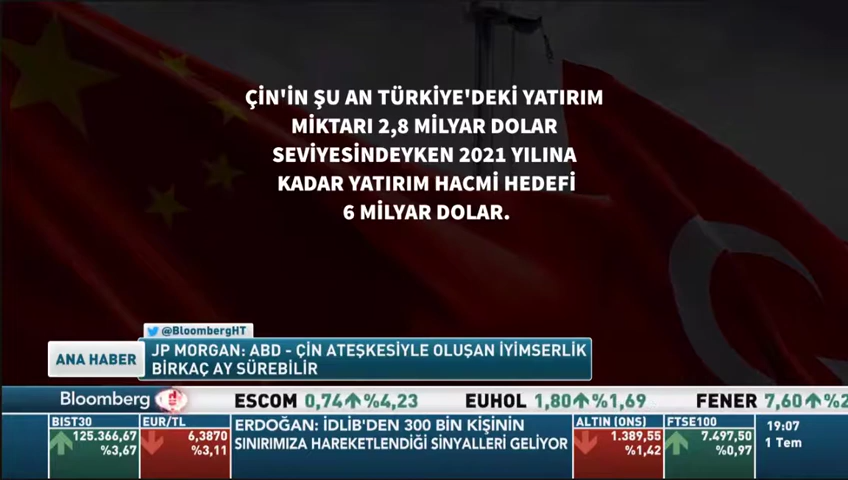 ÇİN'İN ŞU AN TÜRKİYE'DEKİ YATIRIM
MİKTARI 2,8 MİLYAR DOLAR
SEVİYESİNDEYKEN 2021 YILINA
KADAR YATIRIM HACMİ HEDEFİ
6 MİLYAR DOLAR.
@BloombergHT
ANA HABER
JP MORGAN: ABD - ÇİN ATEŞKESİYLE OLUŞAN İYİMSERLİK
BİRKAÇ AY SÜREBİLİR
Bloomberg HT ESCOM 0,74 %4,23 EUHOL 1,80 %1,69 FENER 7,60 %2
BIST30
125.366,67
%3,67
EUR/TL
6,3870
%3,11
ERDOĞAN: İDLİB'DEN 300 BİN KİŞİNİN
SINIRIMIZA HAREKETLENDİĞİ SİNYALLERİ GELİYOR
ALTIN (ONS)
1.389,55
%1,42
FTSE100
7.497,50
%0,97
19:07
1 Tem